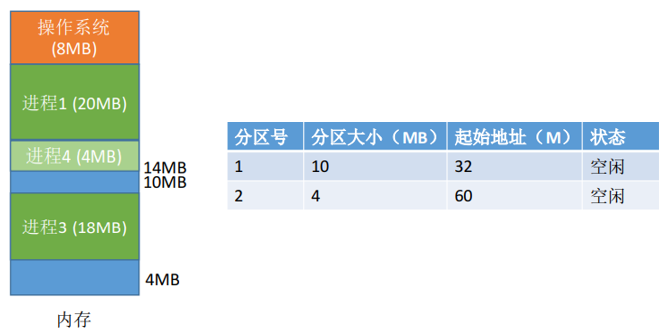 操作系统
(8MB)
进程1 (20MB)
进程4 (4MB)
14MB
10MB
进程3 (18MB)
4MB
内存
分区号 分区大小（MB） 起始地址（M） 状态
1 10 32 空闲
2 4 60 空闲